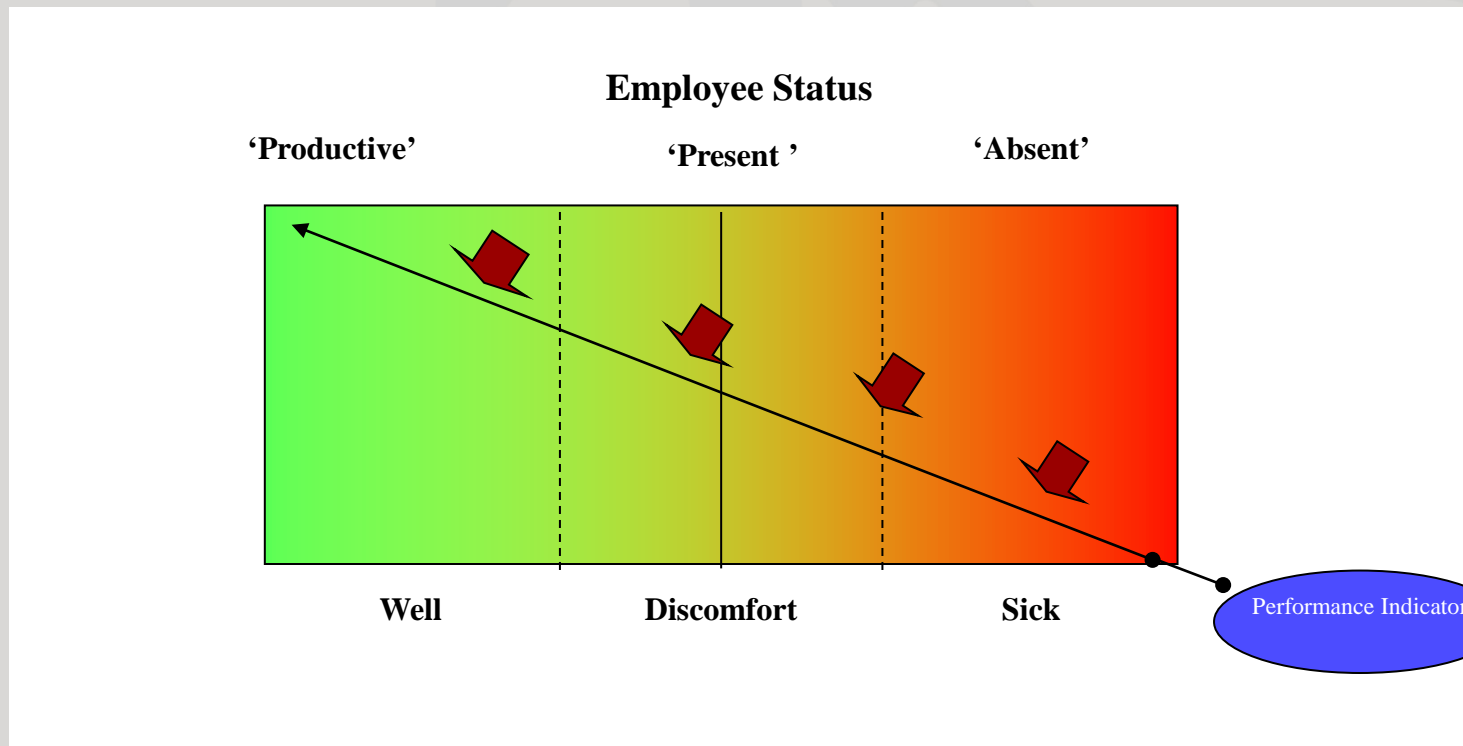 Employee Status
‘Productive’
‘Present ’
‘Absent’
Well
Discomfort
Sick
Performance Indicator